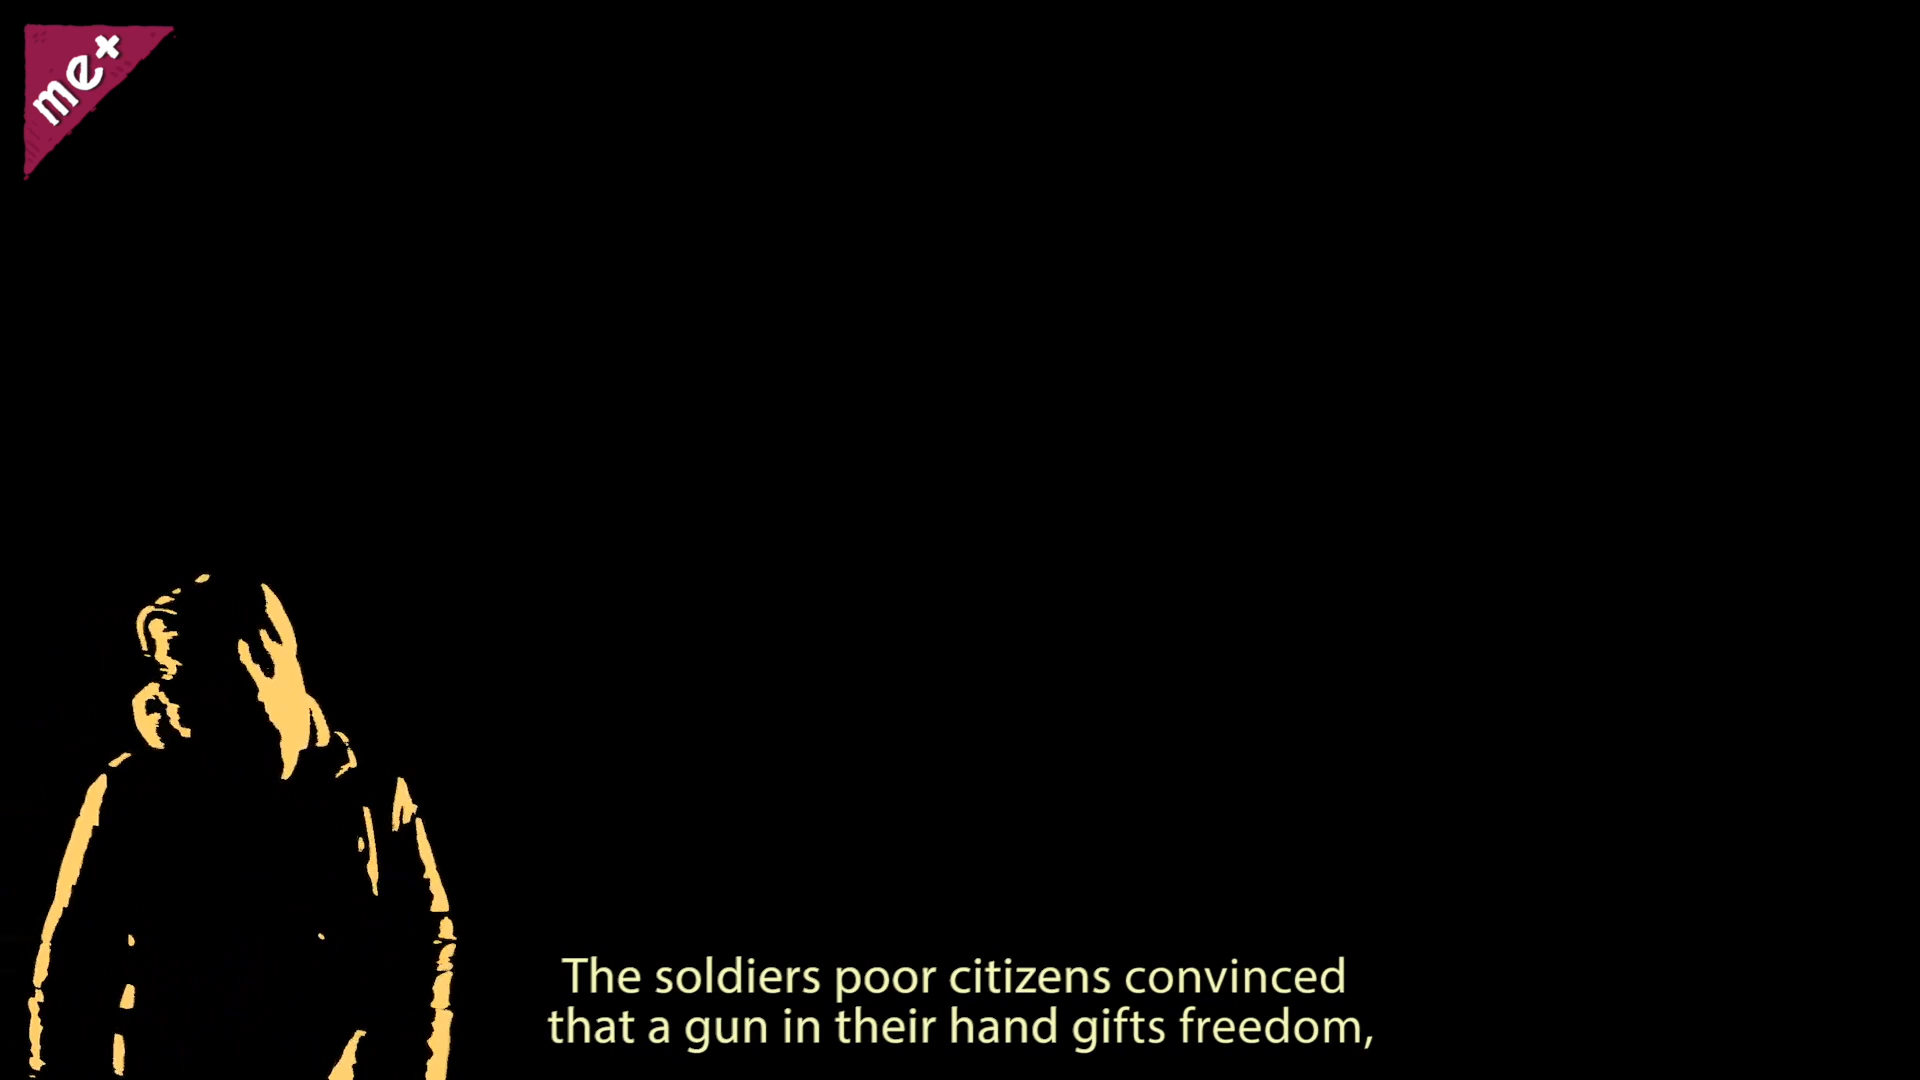 me+
The soldiers poor citizens convinced
that a gun in their hand gifts freedom,